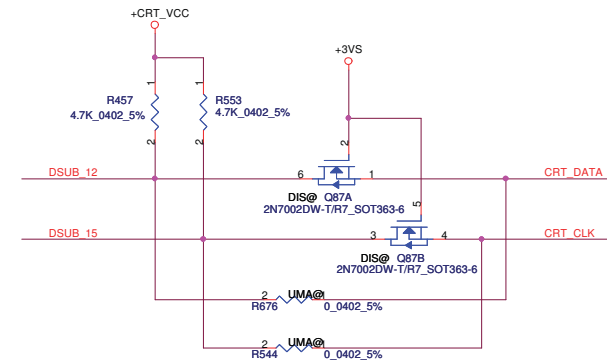 +CRT_VCC
+3VS
1
1
R457
4.7K_0402_5%
R553
4.7K_0402_5%
2
2
2
DSUB_12
6
1
CRT_DATA
DIS@ Q87A
2N7002DW-T/R7_SOT363-6
5
DSUB_15
3
4
CRT_CLK
DIS@ Q87B
2N7002DW-T/R7_SOT363-6
2
UMA@
1
R676
0_0402_5%
2
UMA@
1
R544
0_0402_5%